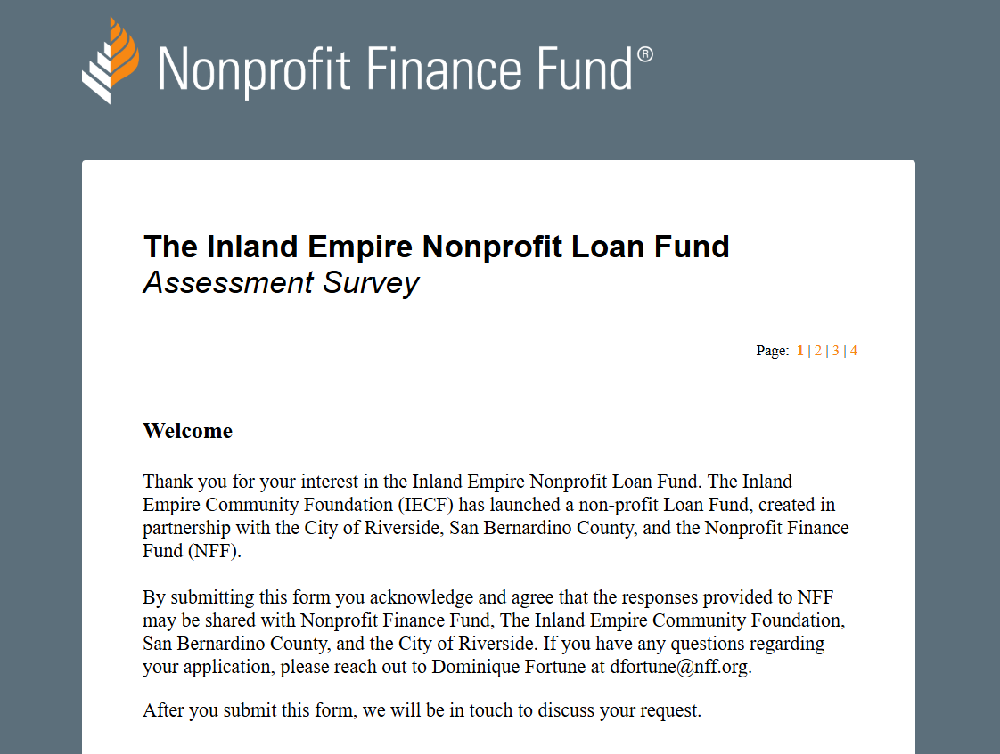 Nonprofit Finance Fund®
The Inland Empire Nonprofit Loan Fund
Assessment Survey
Page: 1 | 2 | 3 | 4
Welcome
Thank you for your interest in the Inland Empire Nonprofit Loan Fund. The Inland
Empire Community Foundation (IECF) has launched a non-profit Loan Fund, created in
partnership with the City of Riverside, San Bernardino County, and the Nonprofit Finance
Fund (NFF).
By submitting this form you acknowledge and agree that the responses provided to NFF
may be shared with Nonprofit Finance Fund, The Inland Empire Community Foundation,
San Bernardino County, and the City of Riverside. If you have any questions regarding
your application, please reach out to Dominique Fortune at dfortune@nff.org.
After you submit this form, we will be in touch to discuss your request.